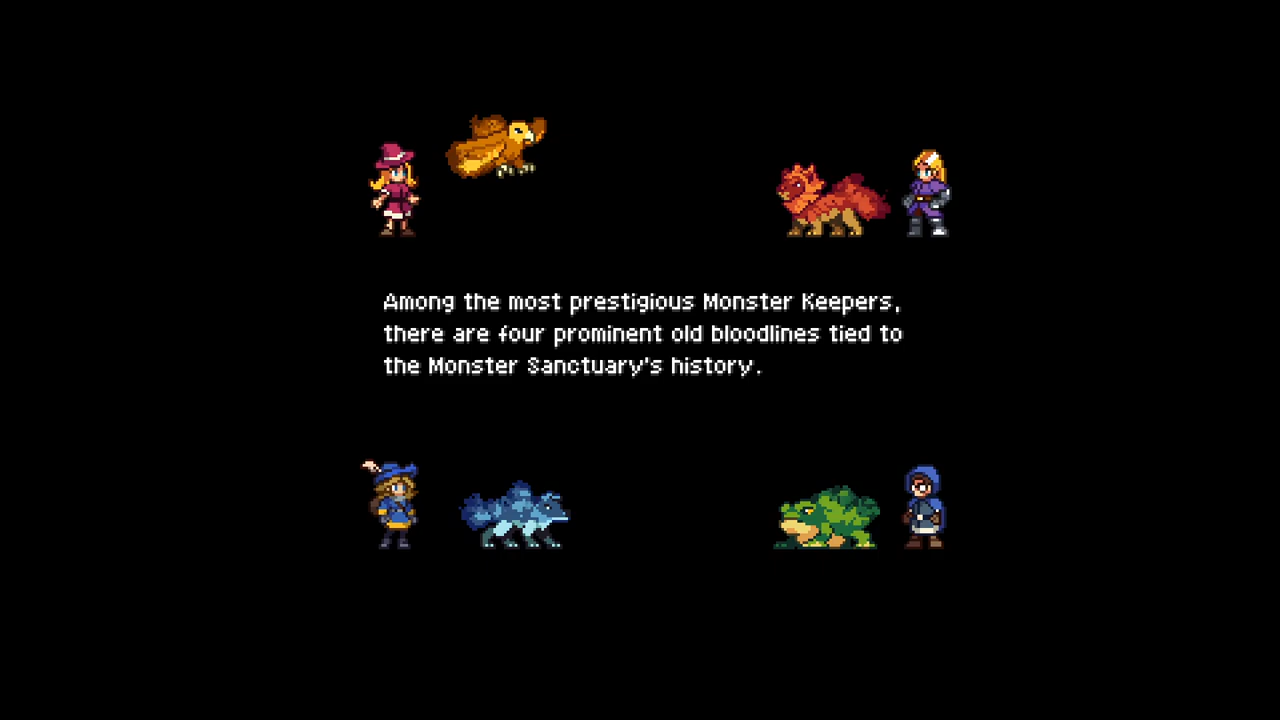 Among the most prestigious Monster Keepers,
there are four prominent old bloodlines tied to
the Monster Sanctuary's history.